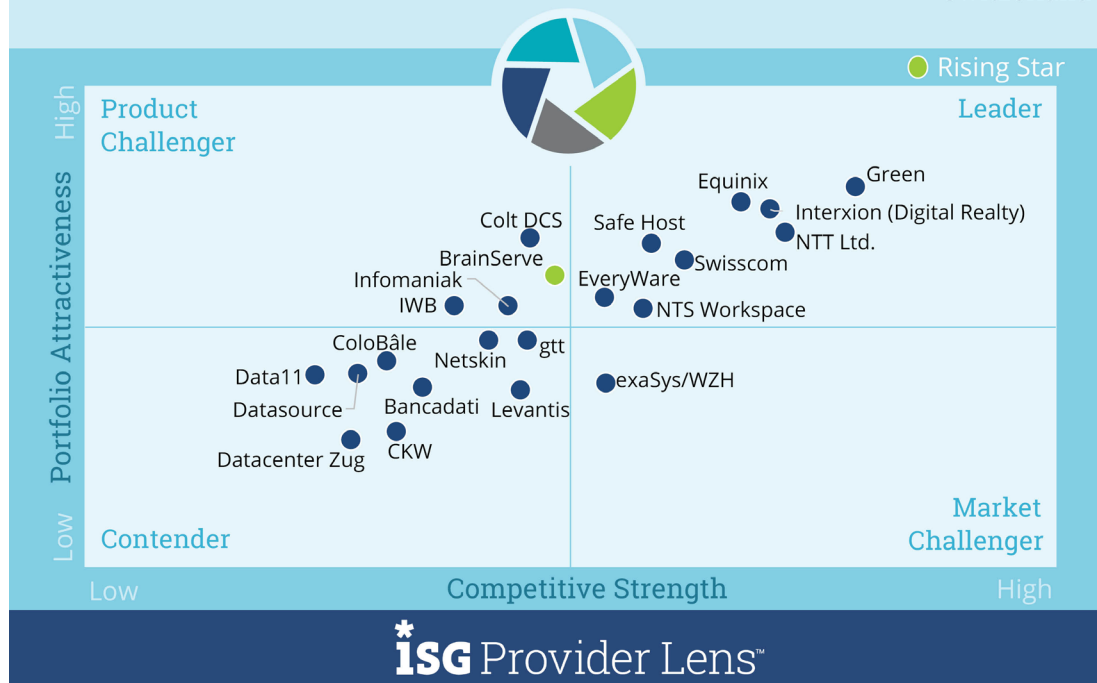 Rising Star
High
Product
Challenger
Leader
Portfolio Attractiveness
Green
Equinix
Interxion (Digital Realty)
Colt DCS
Safe Host
NTT Ltd.
BrainServe
Swisscom
Infomaniak
EveryWare
IWB
NTS Workspace
ColoBâle
gtt
Netskin
Data11
exaSys/WZH
Datasource
Bancadati
Levantis
CKW
Datacenter Zug
Low
Contender
Market
Challenger
Low
Competitive Strength
High
iSG Provider Lens™